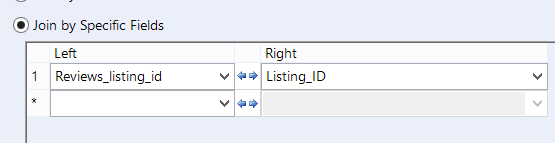 Join by Specific Fields
Left Right
1 Reviews_listing_id Listing_ID
*